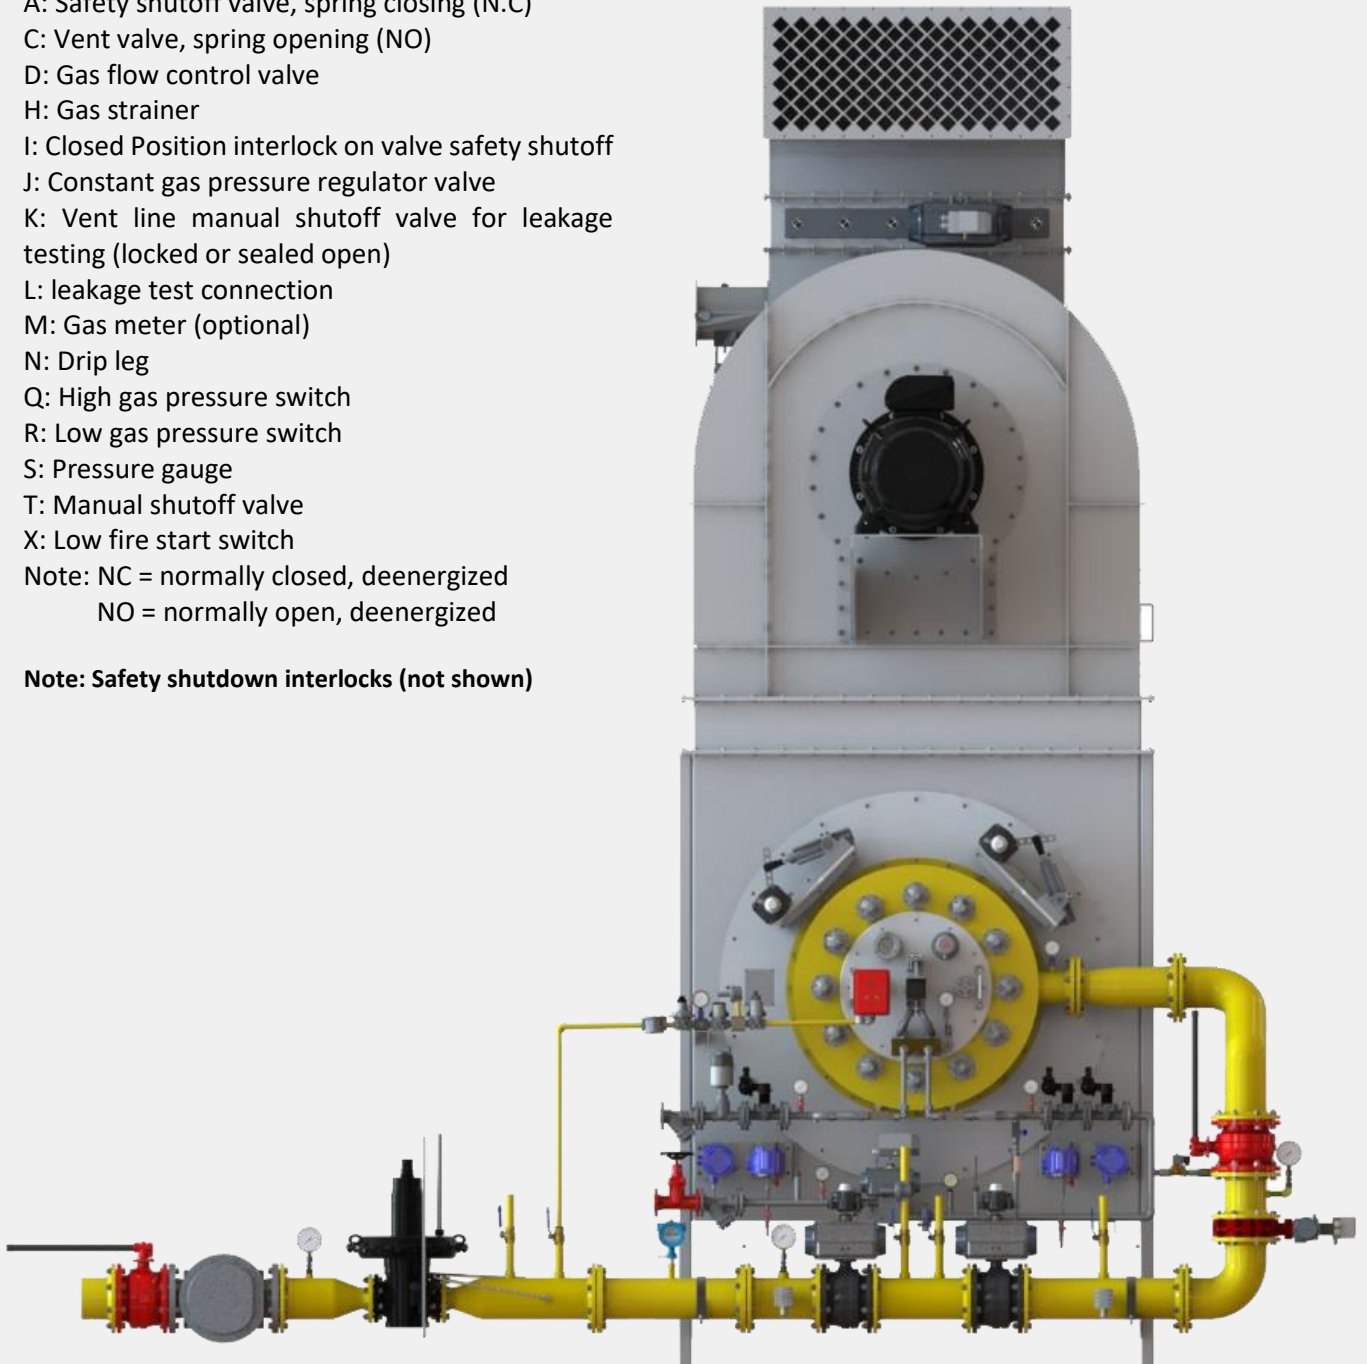 A: Safety shutoff valve, spring closing (N.C)
C: Vent valve, spring opening (NO)
D: Gas flow control valve
H: Gas strainer
I: Closed Position interlock on valve safety shutoff
J: Constant gas pressure regulator valve
K: Vent line manual shutoff valve for leakage
testing (locked or sealed open)
L: leakage test connection
M: Gas meter (optional)
N: Drip leg
Q: High gas pressure switch
R: Low gas pressure switch
S: Pressure gauge
T: Manual shutoff valve
X: Low fire start switch
Note: NC = normally closed, deenergized
NO = normally open, deenergized
Note: Safety shutdown interlocks (not shown)